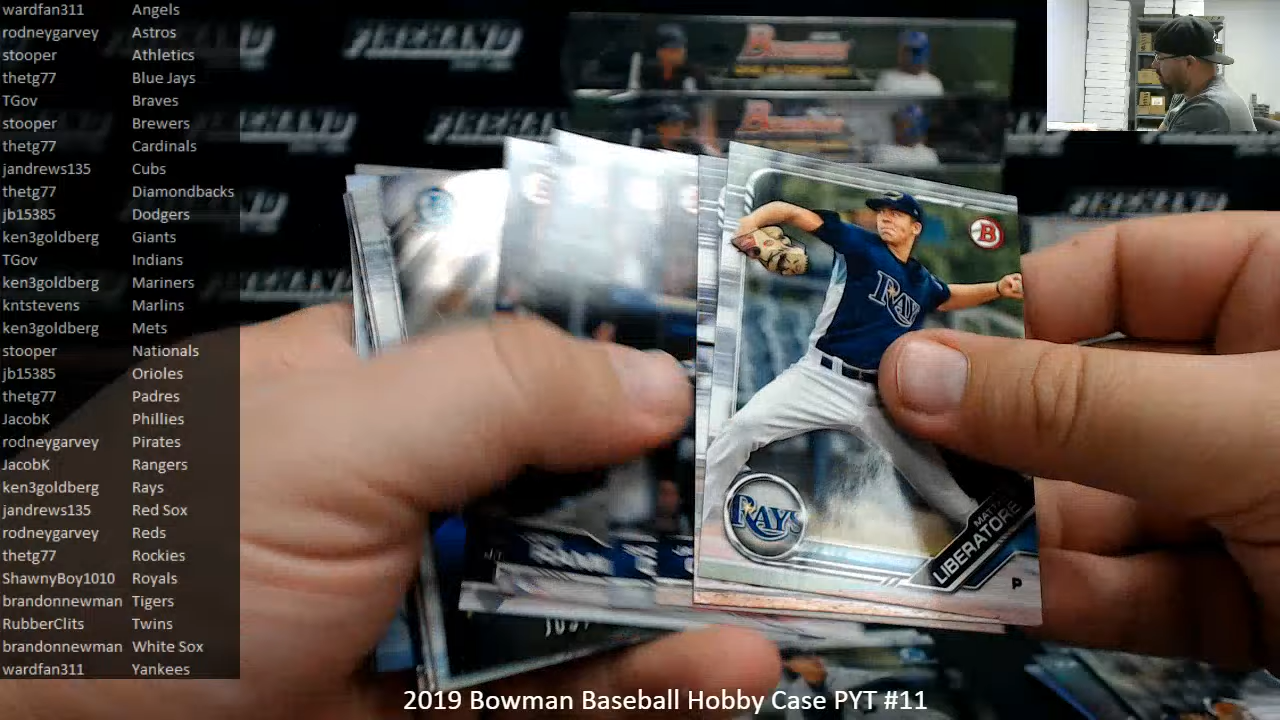 wardfan311 Angels
rodneygarvey Astros
stooper Athletics
thetg77 Blue Jays
TGov Braves
stooper Brewers
thetg77 Cardinals
jandrews135 Cubs
thetg77 Diamondbacks
jb15385 Dodgers
ken3goldberg Giants
TGov Indians
ken3goldberg Mariners
kntstevens Marlins
ken3goldberg Mets
stooper Nationals
jb15385 Orioles
thetg77 Padres
JacobK Phillies
rodneygarvey Pirates
JacobK Rangers
ken3goldberg Rays
jandrews135 Red Sox
rodneygarvey Reds
thetg77 Rockies
ShawnyBoy1010 Royals
brandonnewman Tigers
RubberClits Twins
brandonnewman White Sox
wardfan311 Yankees
Bowman
Bowman
B
RAYS
RAYS
LIBERATORE
P
2019 Bowman Baseball Hobby Case PYT #11